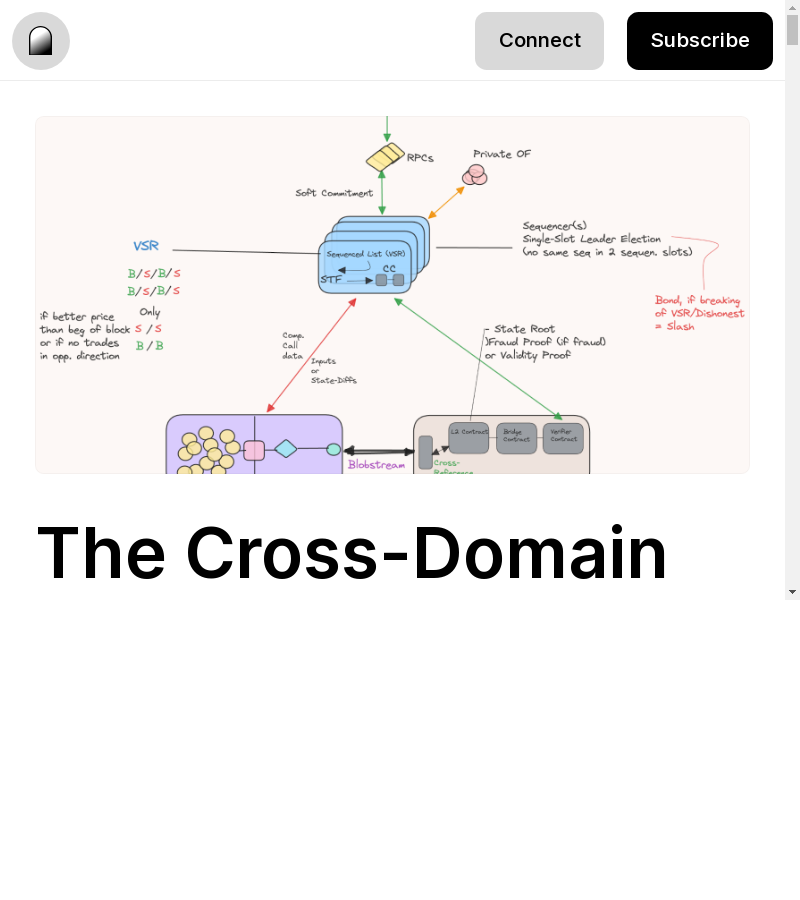 Connect
Subscribe
RPCs
Private OF
Soft Commitment
Sequencer(s)
Single-Slot Leader Election
(no same seq in 2 sequen. slots)
VSR
Sequenced List (VSR)
CC
STF
B/S/B/S
B/S/B/S
Only
S / S
B / B
if better price
than beg of block
or if no trades
in opp. direction
Bond, if breaking
of VSR/Dishonest
= Slash
Comp.
Call
data
Inputs
or
State-Diffs
- State Root
)Fraud Proof (if fraud)
or Validity Proof
L2 Contract
Bridge
Contract
Verifier
Contract
Blobstream
Cross-
Reference
The Cross-Domain